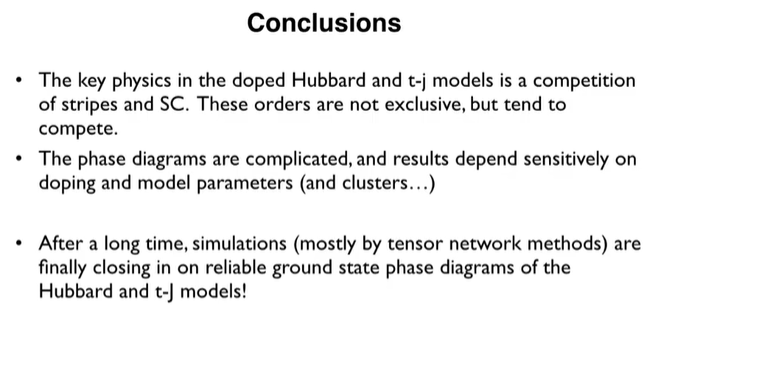 Conclusions
• The key physics in the doped Hubbard and t-j models is a competition
of stripes and SC. These orders are not exclusive, but tend to
compete.
• The phase diagrams are complicated, and results depend sensitively on
doping and model parameters (and clusters…)
• After a long time, simulations (mostly by tensor network methods) are
finally closing in on reliable ground state phase diagrams of the
Hubbard and t-J models!